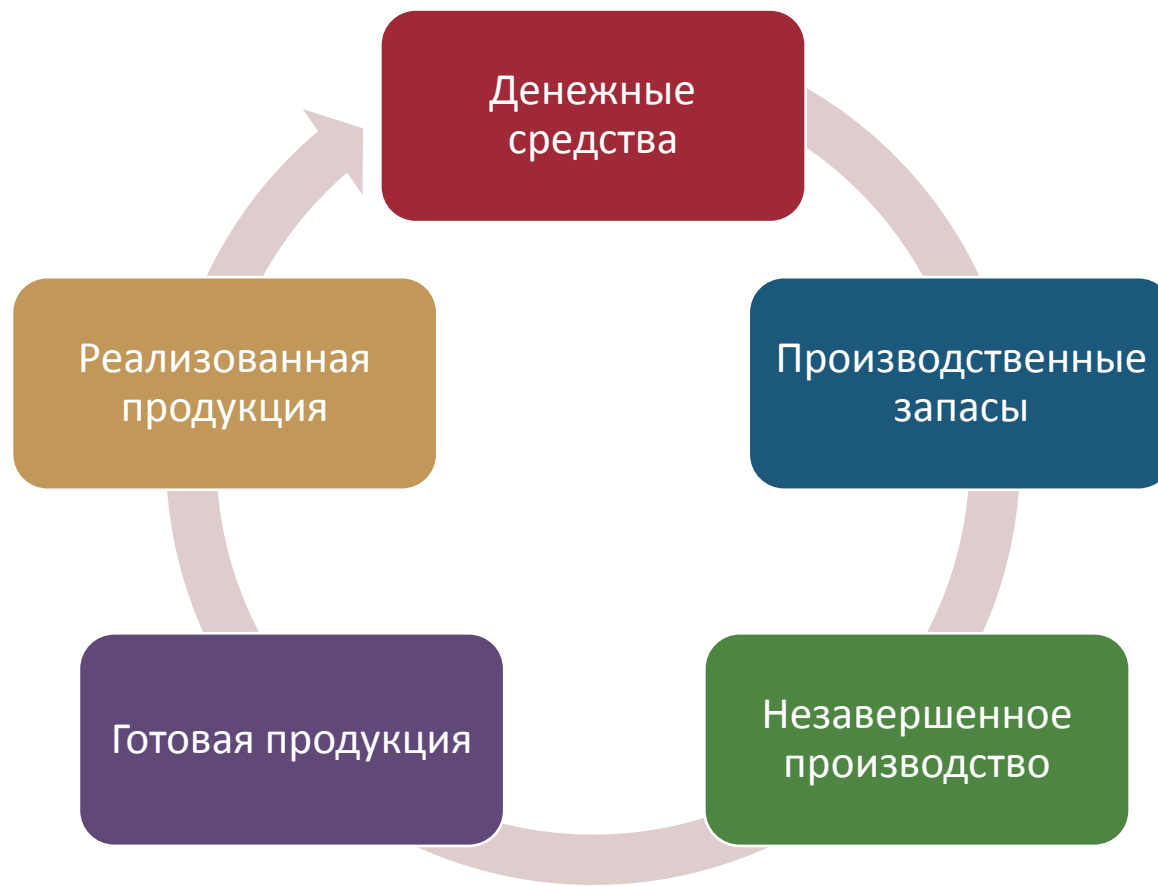 Денежные
средства
Производственные
запасы
Незавершенное
производство
Готовая продукция
Реализованная
продукция